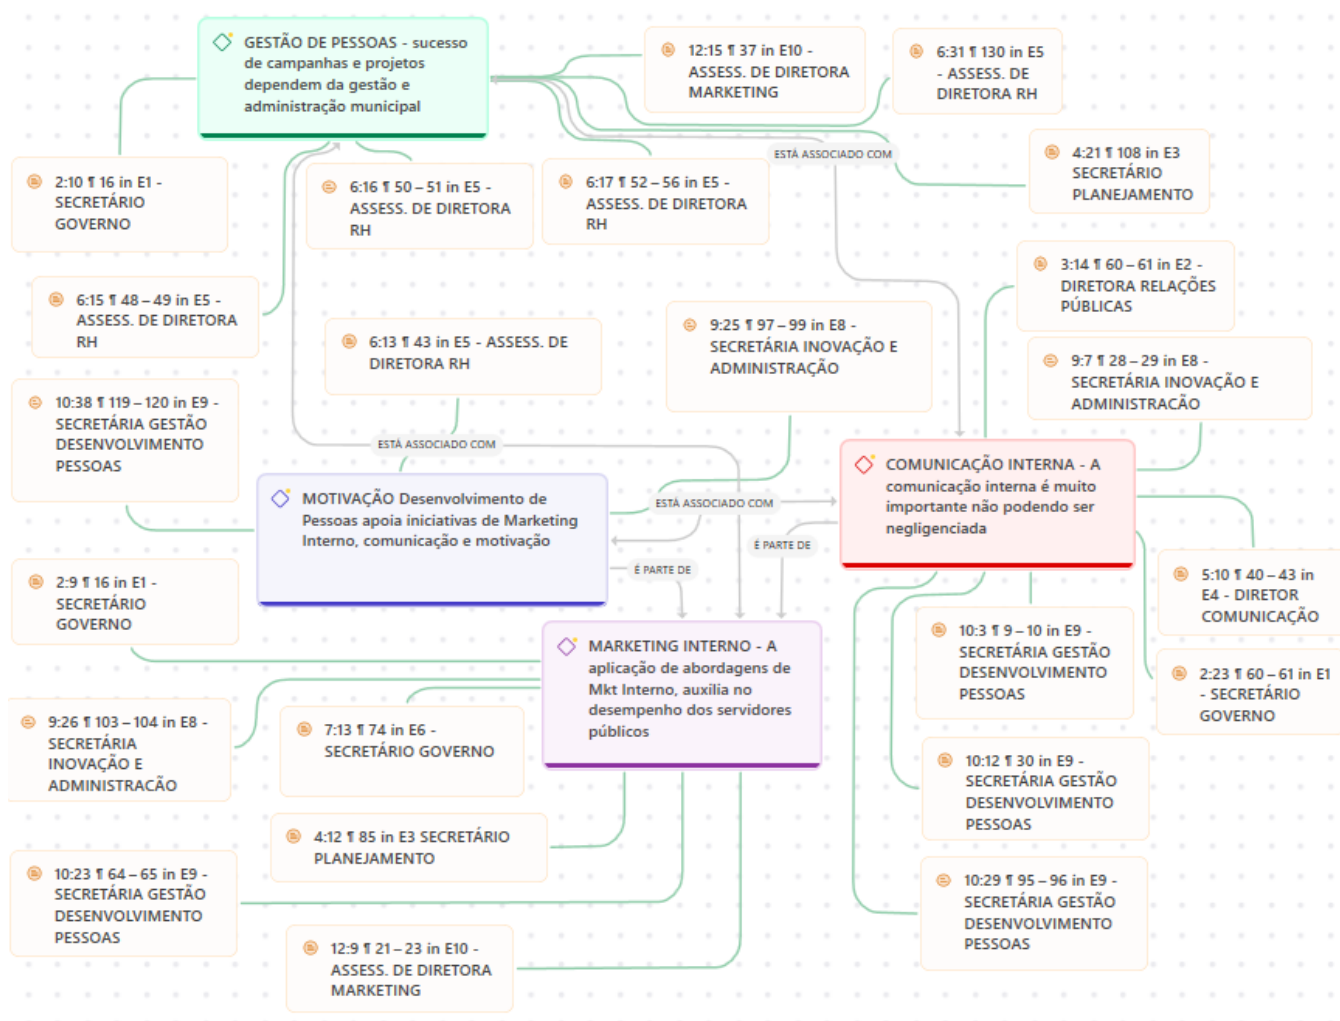 GESTÃO DE PESSOAS - sucesso
de campanhas e projetos
dependem da gestão e
administração municipal
12:15 ¶ 37 in E10 -
ASSESS. DE DIRETORA
MARKETING
6:31 ¶ 130 in E5
- ASSESS. DE
DIRETORA RH
ESTÁ ASSOCIADO COM
4:21 ¶ 108 in E3
SECRETÁRIO
PLANEJAMENTO
2:10 ¶ 16 in E1 -
SECRETÁRIO
GOVERNO
6:16 ¶ 50 – 51 in E5 -
ASSESS. DE DIRETORA
RH
6:17 ¶ 52 – 56 in E5 -
ASSESS. DE DIRETORA
RH
3:14 ¶ 60 – 61 in E2 -
DIRETORA RELAÇÕES
PÚBLICAS
6:15 ¶ 48 – 49 in E5 -
ASSESS. DE DIRETORA
RH
6:13 ¶ 43 in E5 - ASSESS. DE
DIRETORA RH
9:25 ¶ 97 – 99 in E8 -
SECRETÁRIA INOVAÇÃO E
ADMINISTRAÇÃO
9:7 ¶ 28 – 29 in E8 -
SECRETÁRIA INOVAÇÃO E
ADMINISTRACÃO
10:38 ¶ 119 – 120 in E9 -
SECRETÁRIA GESTÃO
DESENVOLVIMENTO
PESSOAS
ESTÁ ASSOCIADO COM
COMUNICAÇÃO INTERNA - A
comunicação interna é muito
importante não podendo ser
negligenciada
MOTIVAÇÃO Desenvolvimento de
Pessoas apoia iniciativas de Marketing
Interno, comunicação e motivação
ESTÁ ASSOCIADO COM
É PARTE DE
É PARTE DE
2:9 ¶ 16 in E1 -
SECRETÁRIO
GOVERNO
5:10 ¶ 40 – 43 in
E4 - DIRETOR
COMUNICAÇÃO
MARKETING INTERNO - A
aplicação de abordagens de
Mkt Interno, auxilia no
desempenho dos servidores
públicos
10:3 ¶ 9 – 10 in E9 -
SECRETÁRIA GESTÃO
DESENVOLVIMENTO
PESSOAS
2:23 ¶ 60 – 61 in E1
- SECRETÁRIO
GOVERNO
9:26 ¶ 103 – 104 in E8 -
SECRETÁRIA
INOVAÇÃO E
ADMINISTRACÃO
7:13 ¶ 74 in E6 -
SECRETÁRIO GOVERNO
10:12 ¶ 30 in E9 -
SECRETÁRIA GESTÃO
DESENVOLVIMENTO
PESSOAS
4:12 ¶ 85 in E3 SECRETÁRIO
PLANEJAMENTO
10:23 ¶ 64 – 65 in E9 -
SECRETÁRIA GESTÃO
DESENVOLVIMENTO
PESSOAS
10:29 ¶ 95 – 96 in E9 -
SECRETÁRIA GESTÃO
DESENVOLVIMENTO
PESSOAS
12:9 ¶ 21 – 23 in E10 -
ASSESS. DE DIRETORA
MARKETING